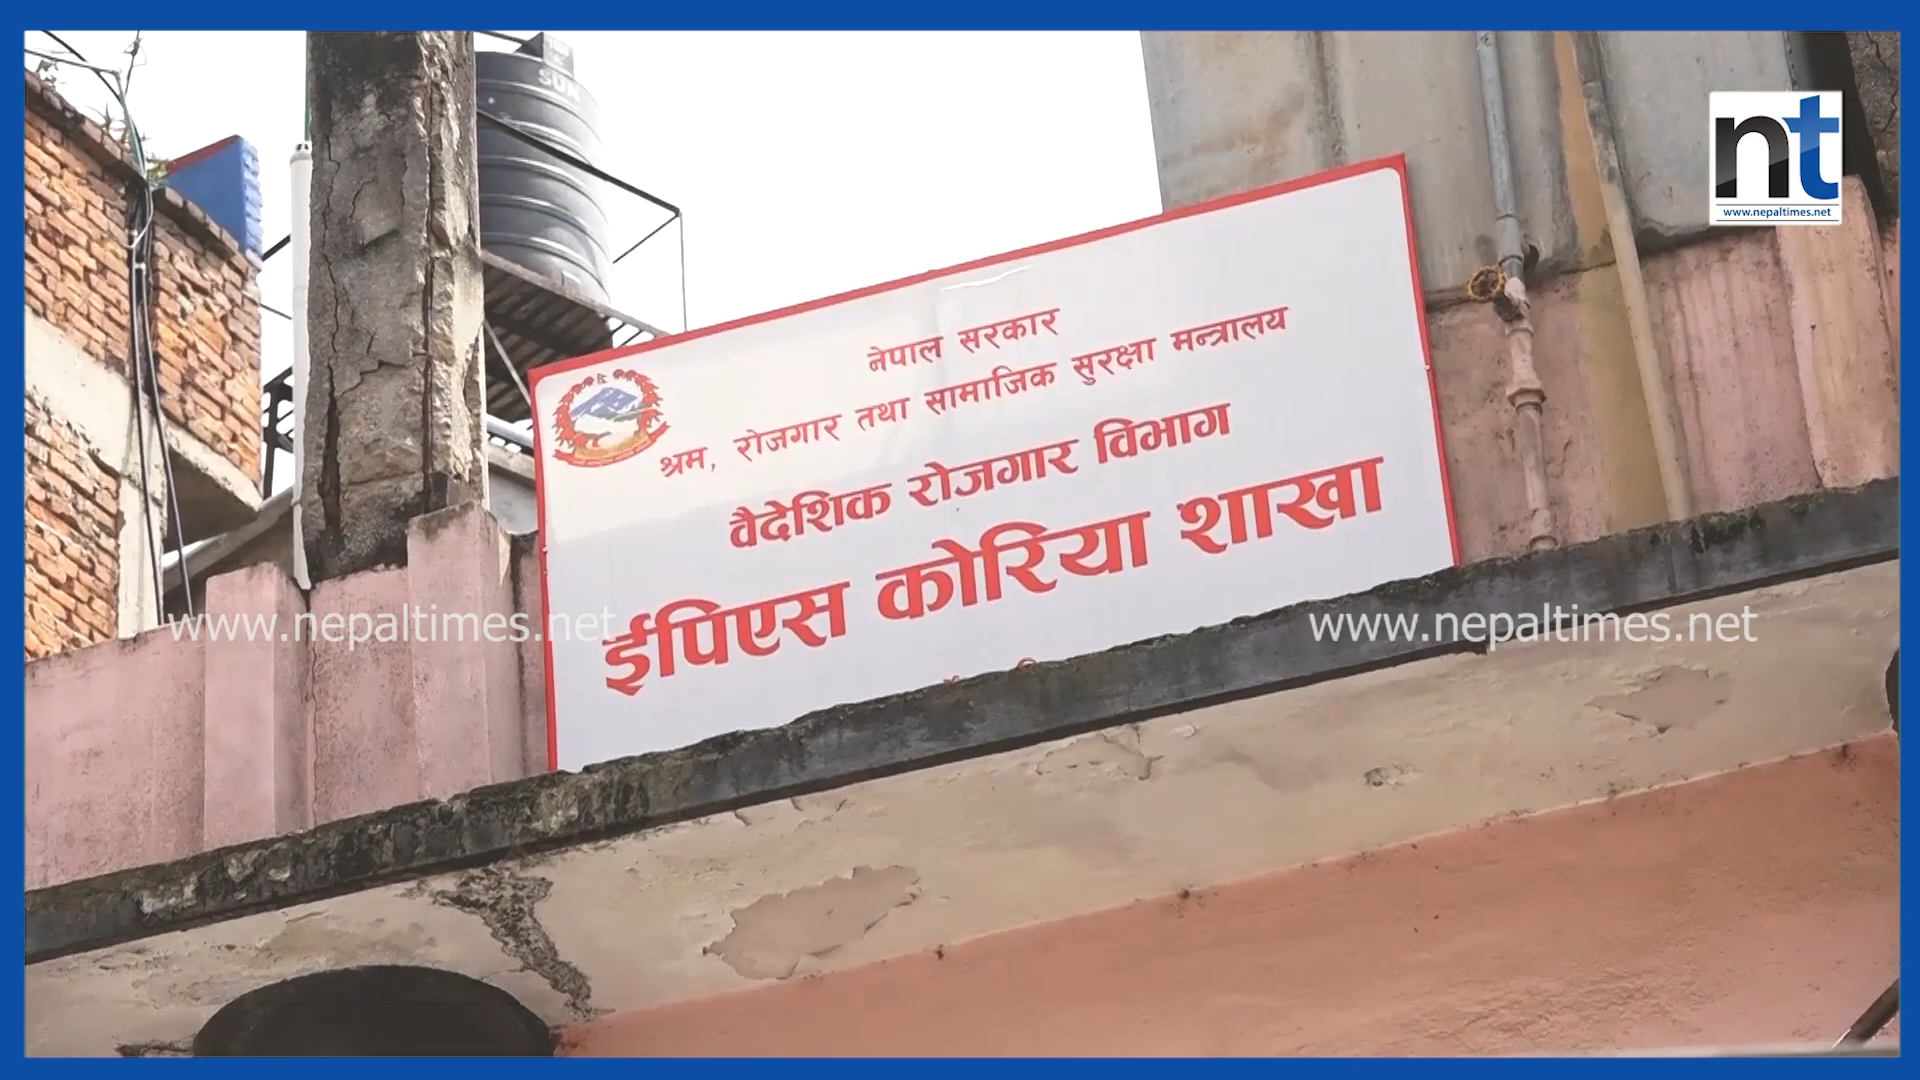 SUN
nt
www.nepaltimes.net
नेपाल सरकार
श्रम, रोजगार तथा सामाजिक सुरक्षा मन्त्रालय
वैदेशिक रोजगार विभाग
ईपिएस कोरिया शाखा
www.nepaltimes.net
www.nepaltimes.net